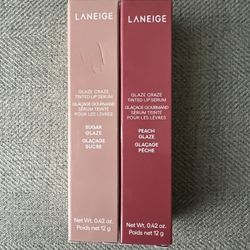 LANEIGE
GLAZE CRAZE
TINTED LIP SERUM
GLAÇAGE GOURMAND
SÉRUM TEINTÉ
POUR LES LÈVRES
SUGAR
GLAZE
GLAÇAGE
SUCRE
Net Wt. 0.42 oz.
Poids net 12 g
LANEIGE
GLAZE CRAZE
TINTED LIP SERUM
GLAÇAGE GOURMAND
SÉRUM TEINTÉ
POUR LES LÈVRES
PEACH
GLAZE
GLAÇAGE
PÊCHE
Net Wt. 0.42 oz.
Poids net 12 g